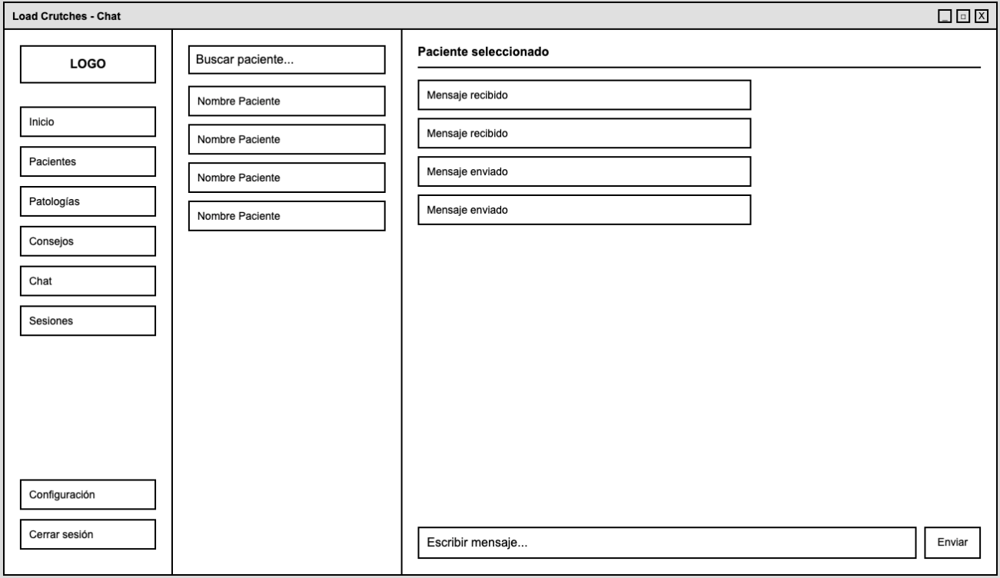 Load Crutches - Chat
_ □ X
LOGO
Inicio
Pacientes
Patologías
Consejos
Chat
Sesiones
Configuración
Cerrar sesión
Buscar paciente...
Nombre Paciente
Nombre Paciente
Nombre Paciente
Nombre Paciente
Paciente seleccionado
Mensaje recibido
Mensaje recibido
Mensaje enviado
Mensaje enviado
Escribir mensaje...
Enviar